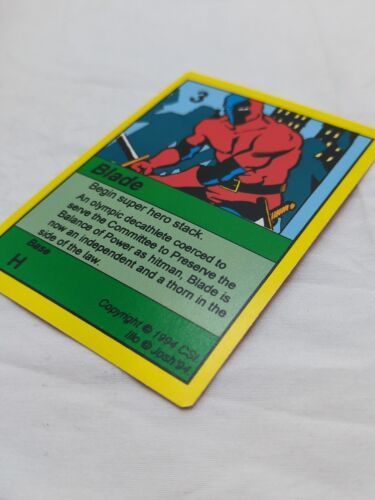 3
Blade
Begin super hero stack.
An olympic decathlete coerced to
serve the Committee to Preserve the
Balance of Power as hitman, Blade is
now an independent and a thorn in the
side of the law.
Base
H
Copyright © 1994 CSI.
Illo © Josh'94.